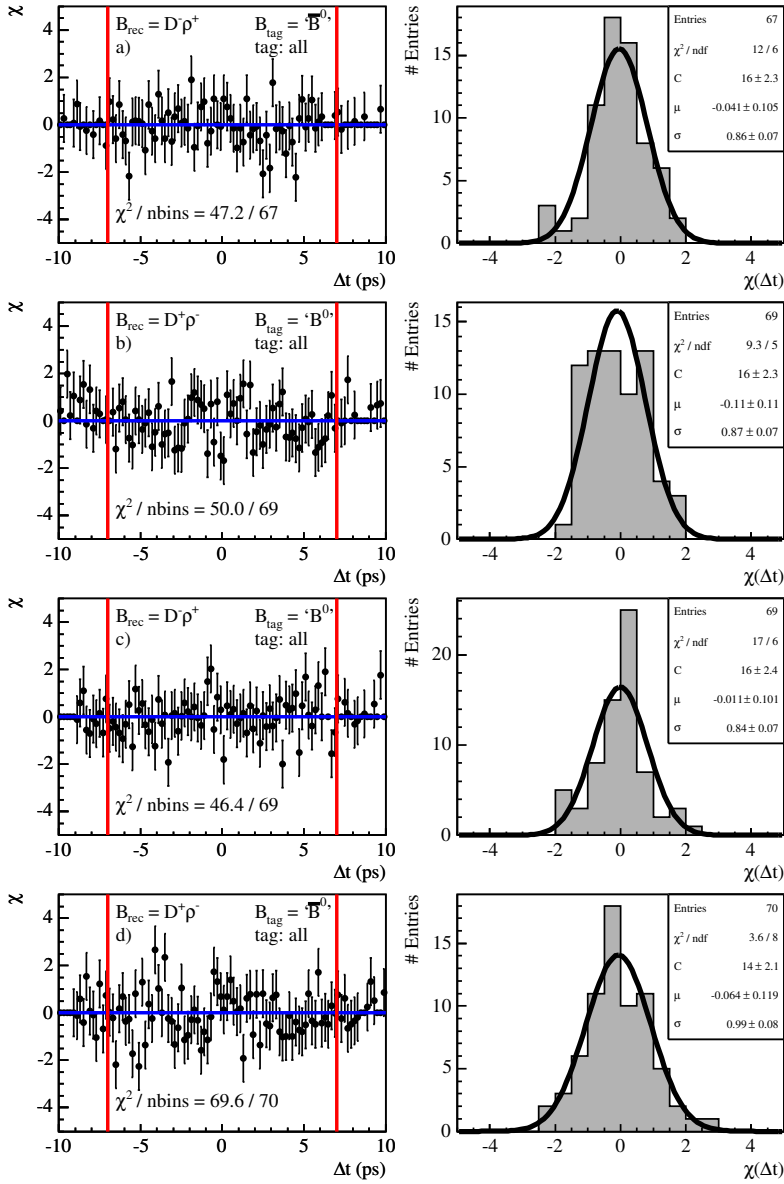 χ
4
2
0
-2
-4
B_rec = D⁻ρ⁺
B_tag = ‘B̅⁰’
a)
tag: all
χ² / nbins = 47.2 / 67
-10 -5 0 5 10
Δt (ps)
# Entries
15
10
5
0
Entries 67
χ² / ndf 12 / 6
C 16 ± 2.3
μ -0.041 ± 0.105
σ 0.86 ± 0.07
-4 -2 0 2 4
χ(Δt)
χ
4
2
0
-2
-4
B_rec = D⁺ρ⁻
B_tag = ‘B⁰’
b)
tag: all
χ² / nbins = 50.0 / 69
-10 -5 0 5 10
Δt (ps)
# Entries
15
10
5
0
Entries 69
χ² / ndf 9.3 / 5
C 16 ± 2.3
μ -0.11 ± 0.11
σ 0.87 ± 0.07
-4 -2 0 2 4
χ(Δt)
χ
4
2
0
-2
-4
B_rec = D⁻ρ⁺
B_tag = ‘B⁰’
c)
tag: all
χ² / nbins = 46.4 / 69
-10 -5 0 5 10
Δt (ps)
# Entries
20
10
0
Entries 69
χ² / ndf 17 / 6
C 16 ± 2.4
μ -0.011 ± 0.101
σ 0.84 ± 0.07
-4 -2 0 2 4
χ(Δt)
χ
4
2
0
-2
-4
B_rec = D⁺ρ⁻
B_tag = ‘B̅⁰’
d)
tag: all
χ² / nbins = 69.6 / 70
-10 -5 0 5 10
Δt (ps)
# Entries
15
10
5
0
Entries 70
χ² / ndf 3.6 / 8
C 14 ± 2.1
μ -0.064 ± 0.119
σ 0.99 ± 0.08
-4 -2 0 2 4
χ(Δt)